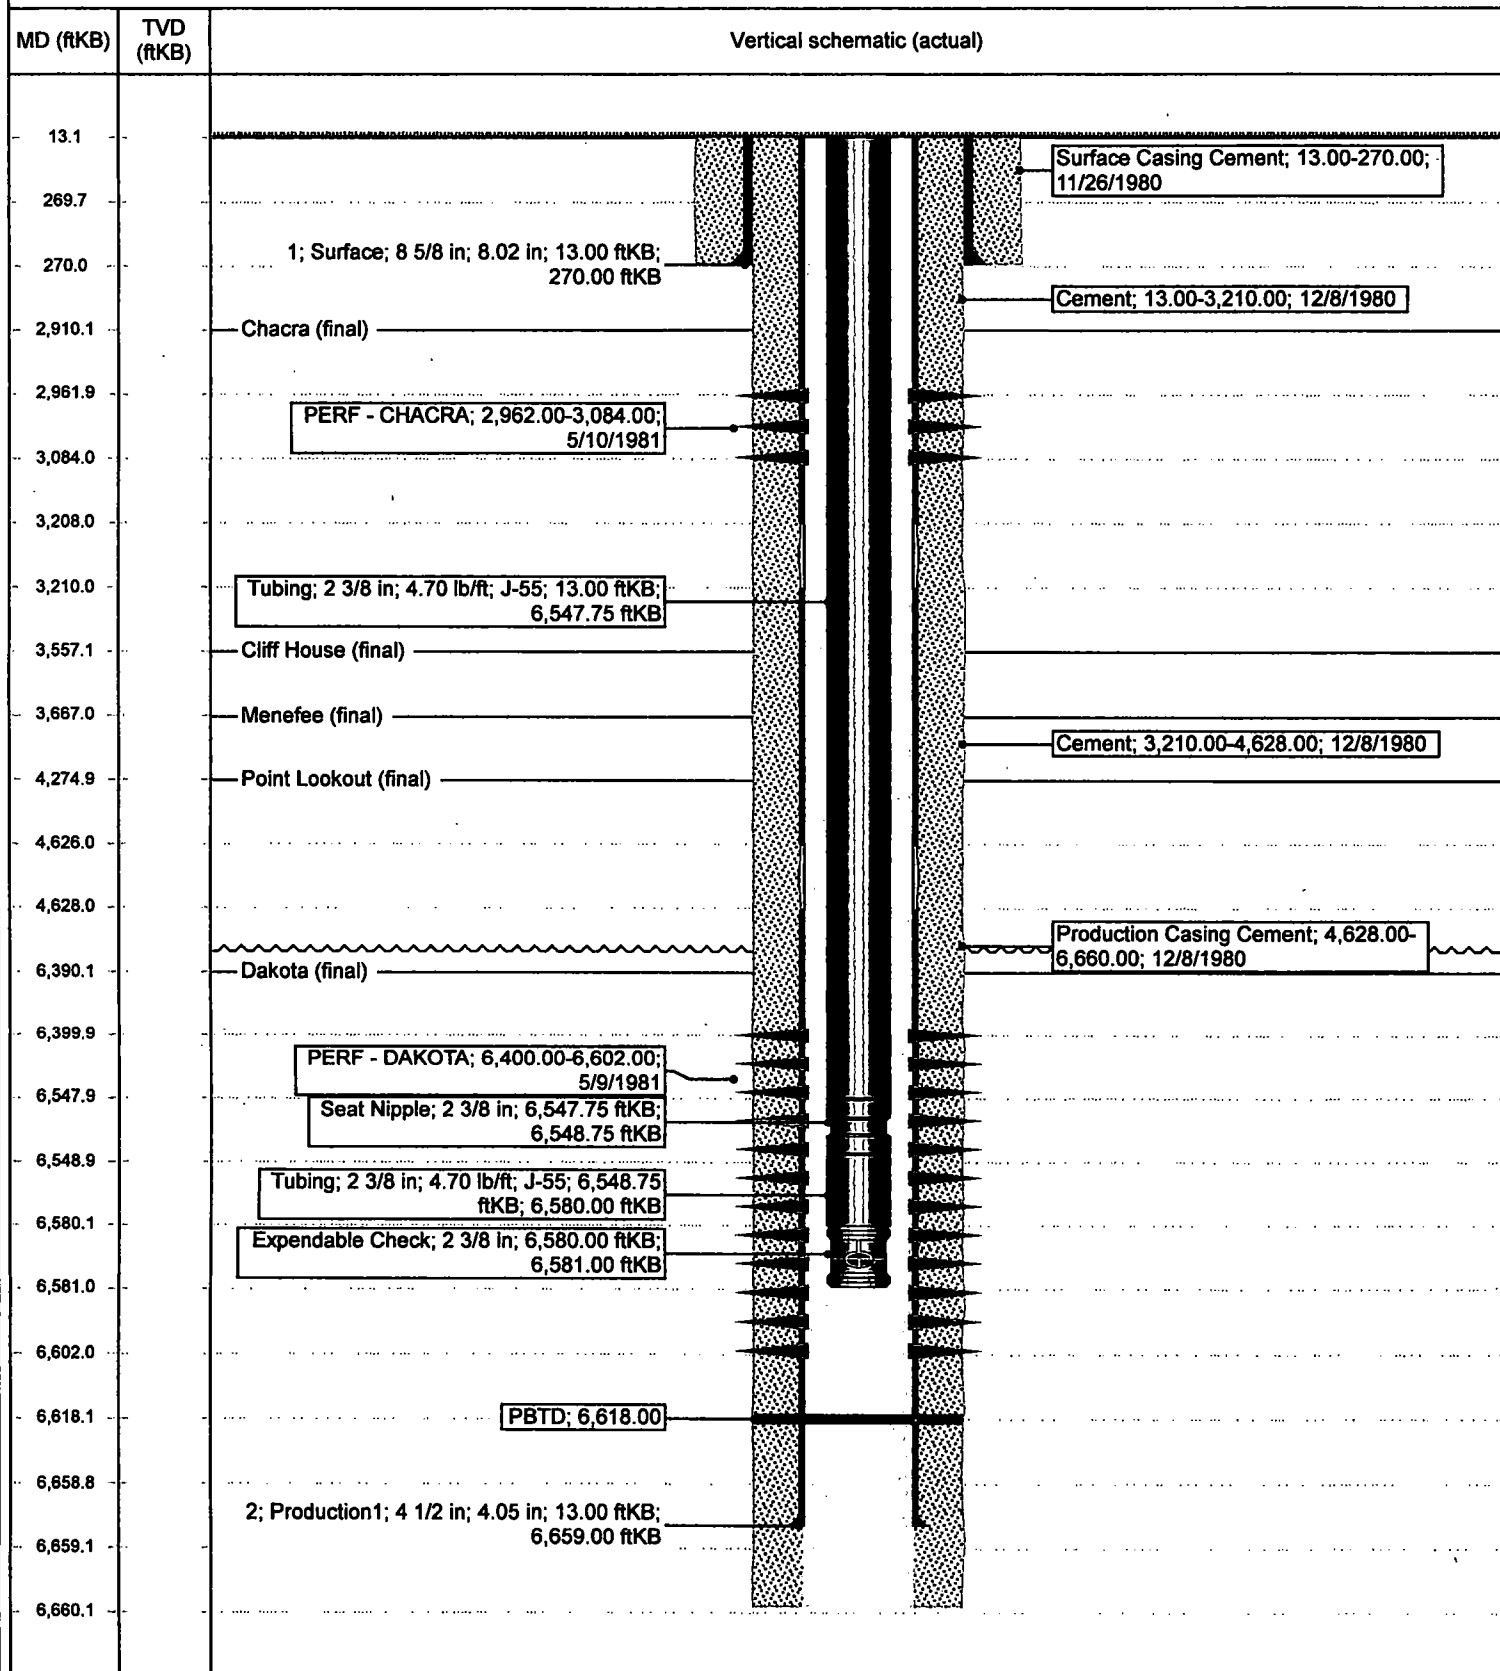 MD (ftKB)
TVD
(ftKB)
Vertical schematic (actual)
13.1
Surface Casing Cement; 13.00-270.00;
11/26/1980
269.7
1; Surface; 8 5/8 in; 8.02 in; 13.00 ftKB;
270.00 ftKB
270.0
Cement; 13.00-3,210.00; 12/8/1980
2,910.1
Chacra (final)
2,961.9
PERF - CHACRA; 2,962.00-3,084.00;
5/10/1981
3,084.0
3,208.0
3,210.0
Tubing; 2 3/8 in; 4.70 lb/ft; J-55; 13.00 ftKB;
6,547.75 ftKB
3,557.1
Cliff House (final)
3,667.0
Menefee (final)
Cement; 3,210.00-4,628.00; 12/8/1980
4,274.9
Point Lookout (final)
4,626.0
4,628.0
Production Casing Cement; 4,628.00-
6,660.00; 12/8/1980
6,390.1
Dakota (final)
6,399.9
PERF - DAKOTA; 6,400.00-6,602.00;
5/9/1981
6,547.9
Seat Nipple; 2 3/8 in; 6,547.75 ftKB;
6,548.75 ftKB
6,548.9
Tubing; 2 3/8 in; 4.70 lb/ft; J-55; 6,548.75
ftKB; 6,580.00 ftKB
6,580.1
Expendable Check; 2 3/8 in; 6,580.00 ftKB;
6,581.00 ftKB
6,581.0
6,602.0
6,618.1
PBTD; 6,618.00
6,658.8
2; Production1; 4 1/2 in; 4.05 in; 13.00 ftKB;
6,659.00 ftKB
6,659.1
6,660.1